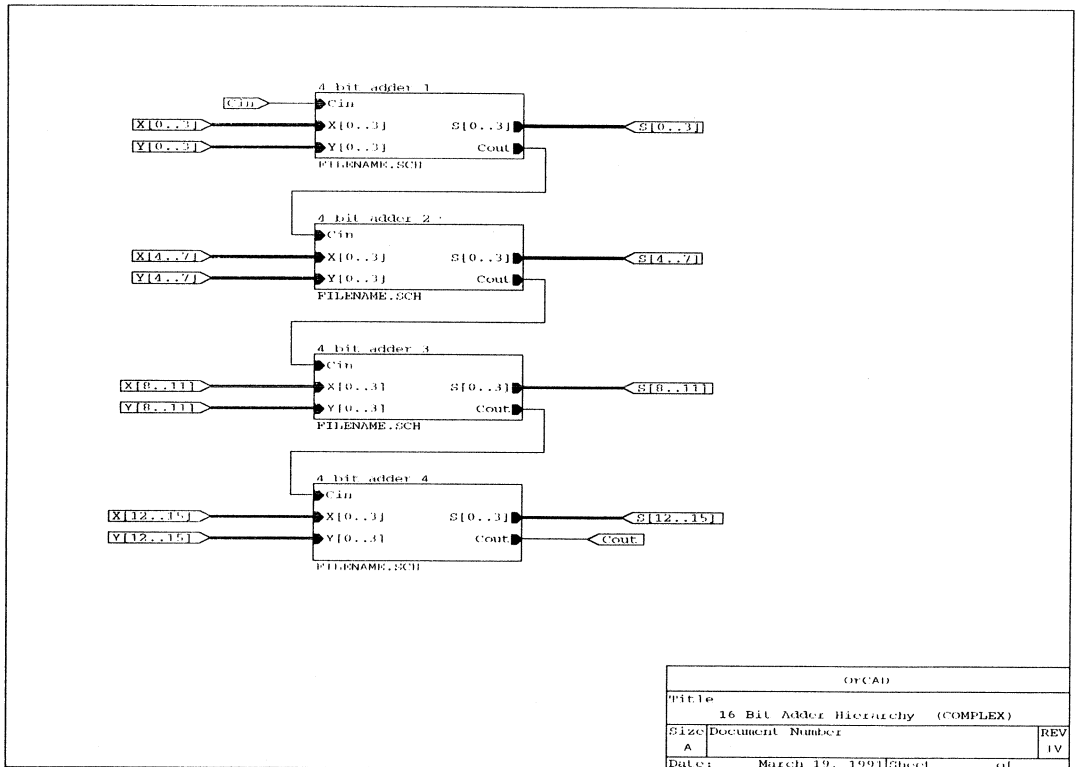 4 bit adder 1
Cin
Cin
X[0..3]
X[0..3]
S[0..3]
S[0..3]
Y[0..3]
Y[0..3]
Cout
FILENAME.SCH
4 bit adder 2
Cin
X[4..7]
X[0..3]
S[0..3]
S[4..7]
Y[4..7]
Y[0..3]
Cout
FILENAME.SCH
4 bit adder 3
Cin
X[8..11]
X[0..3]
S[0..3]
S[8..11]
Y[8..11]
Y[0..3]
Cout
FILENAME.SCH
4 bit adder 4
Cin
X[12..15]
X[0..3]
S[0..3]
S[12..15]
Y[12..15]
Y[0..3]
Cout
Cout
FILENAME.SCH
OrCAD
Title
16 Bit Adder Hierarchy (COMPLEX)
Size
Document Number
REV
A
IV
Date: March 19, 1991
Sheet of